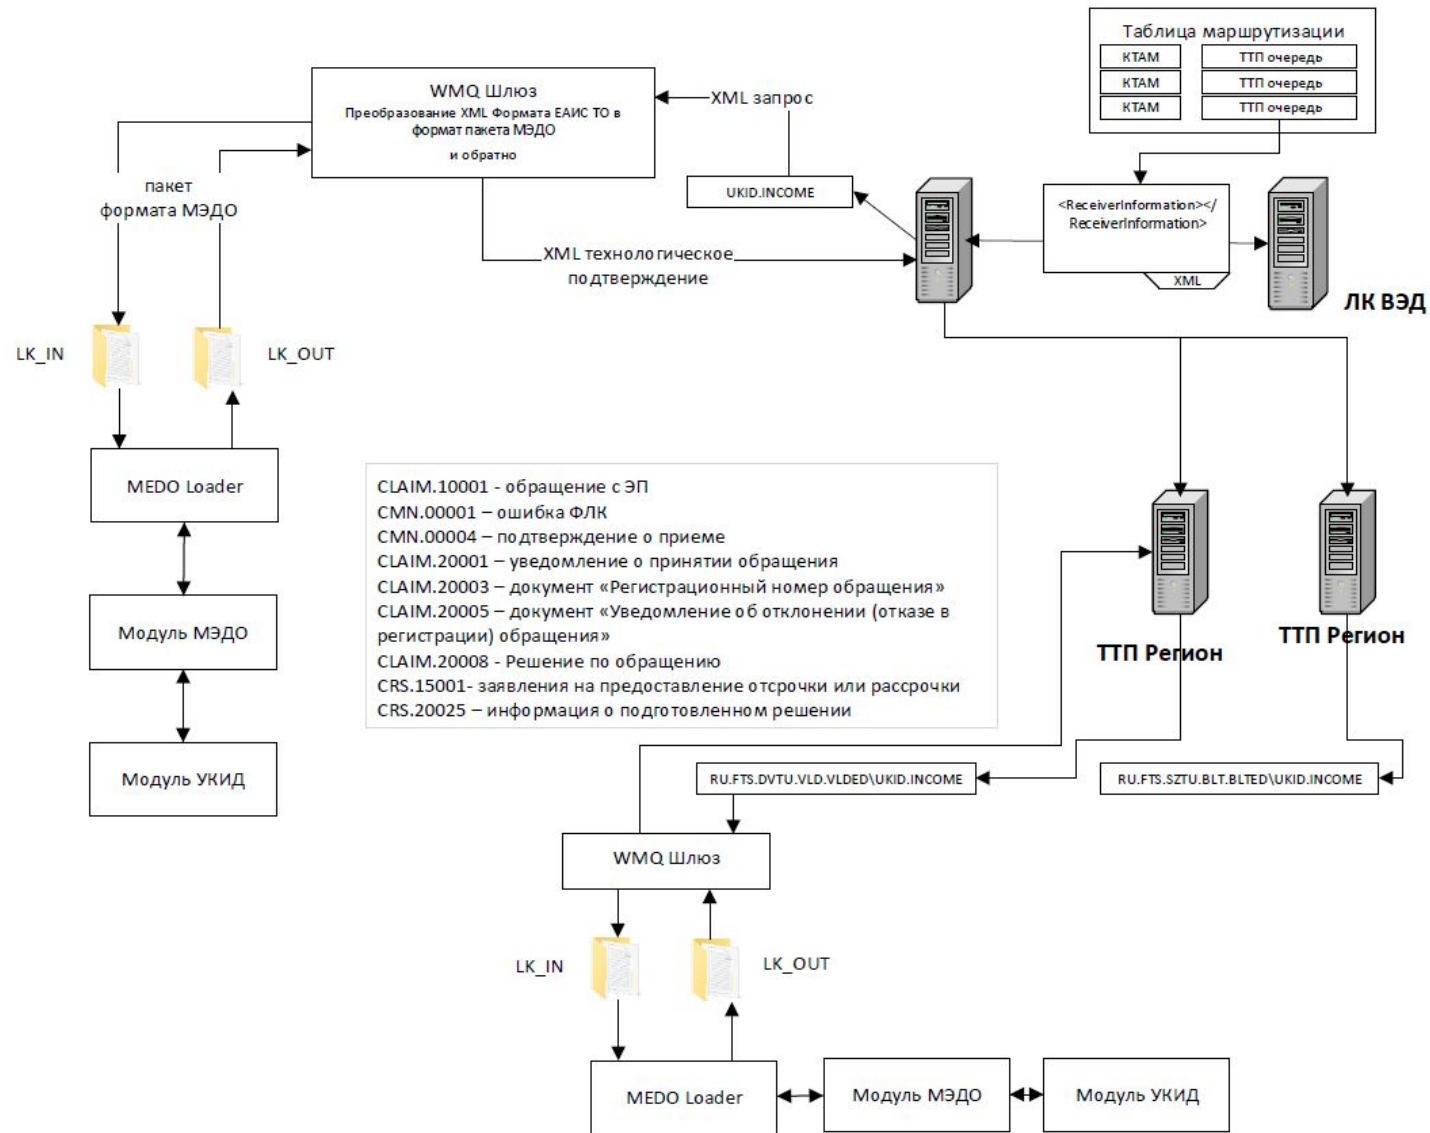 Таблица маршрутизации
КТАМ
ТТП очередь
КТАМ
ТТП очередь
КТАМ
ТТП очередь
WMQ Шлюз
Преобразование XML Формата ЕАИС ТО в
формат пакета МЭДО
и обратно
XML запрос
UKID.INCOME
пакет
формата МЭДО
<ReceiverInformation></
ReceiverInformation>
XML
XML технологическое
подтверждение
ЛК ВЭД
LK_IN
LK_OUT
MEDO Loader
Модуль МЭДО
Модуль УКИД
CLAIM.10001 - обращение с ЭП
CMN.00001 – ошибка ФЛК
CMN.00004 – подтверждение о приеме
CLAIM.20001 – уведомление о принятии обращения
CLAIM.20003 – документ «Регистрационный номер обращения»
CLAIM.20005 – документ «Уведомление об отклонении (отказе в
регистрации) обращения»
CLAIM.20008 - Решение по обращению
CRS.15001- заявления на предоставление отсрочки или рассрочки
CRS.20025 – информация о подготовленном решении
ТТП Регион
ТТП Регион
RU.FTS.DVTU.VLD.VLDED\UKID.INCOME
RU.FTS.SZTU.BLT.BLTED\UKID.INCOME
WMQ Шлюз
LK_IN
LK_OUT
MEDO Loader
Модуль МЭДО
Модуль УКИД